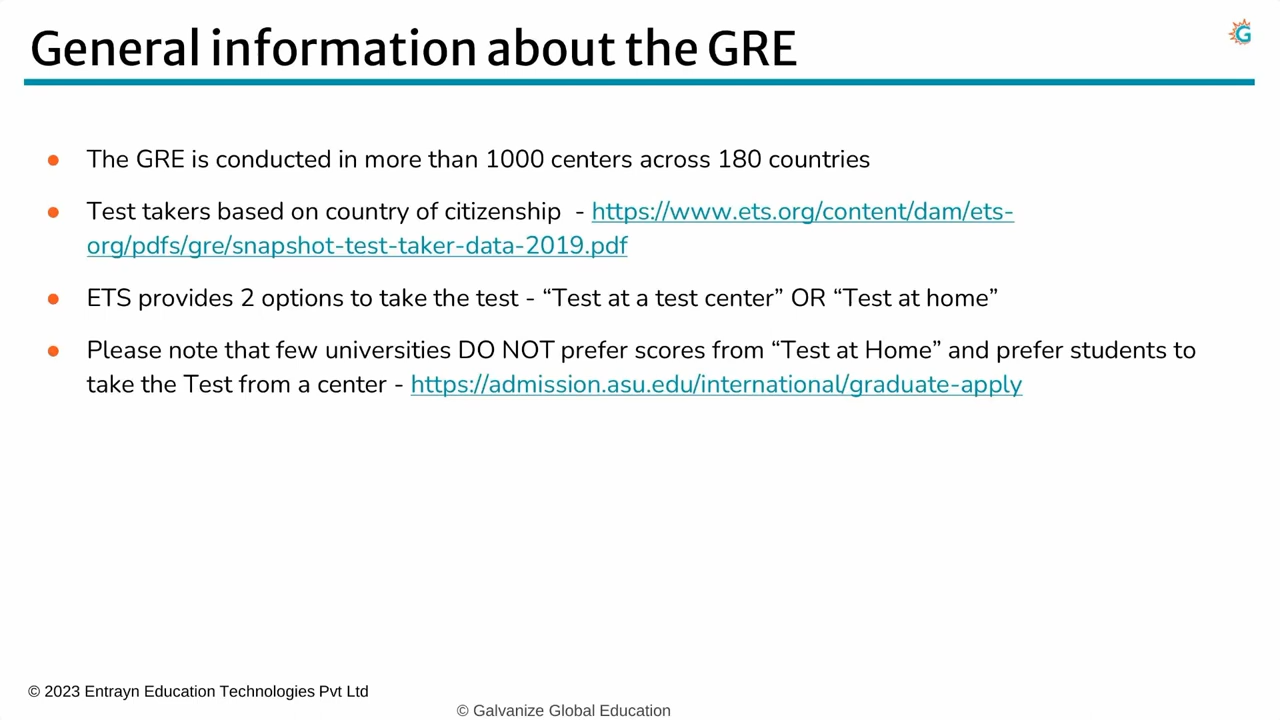 General information about the GRE
G
● The GRE is conducted in more than 1000 centers across 180 countries
● Test takers based on country of citizenship  - https://www.ets.org/content/dam/ets-
org/pdfs/gre/snapshot-test-taker-data-2019.pdf
● ETS provides 2 options to take the test - “Test at a test center” OR “Test at home”
● Please note that few universities DO NOT prefer scores from “Test at Home” and prefer students to
take the Test from a center - https://admission.asu.edu/international/graduate-apply
© 2023 Entrayn Education Technologies Pvt Ltd
© Galvanize Global Education